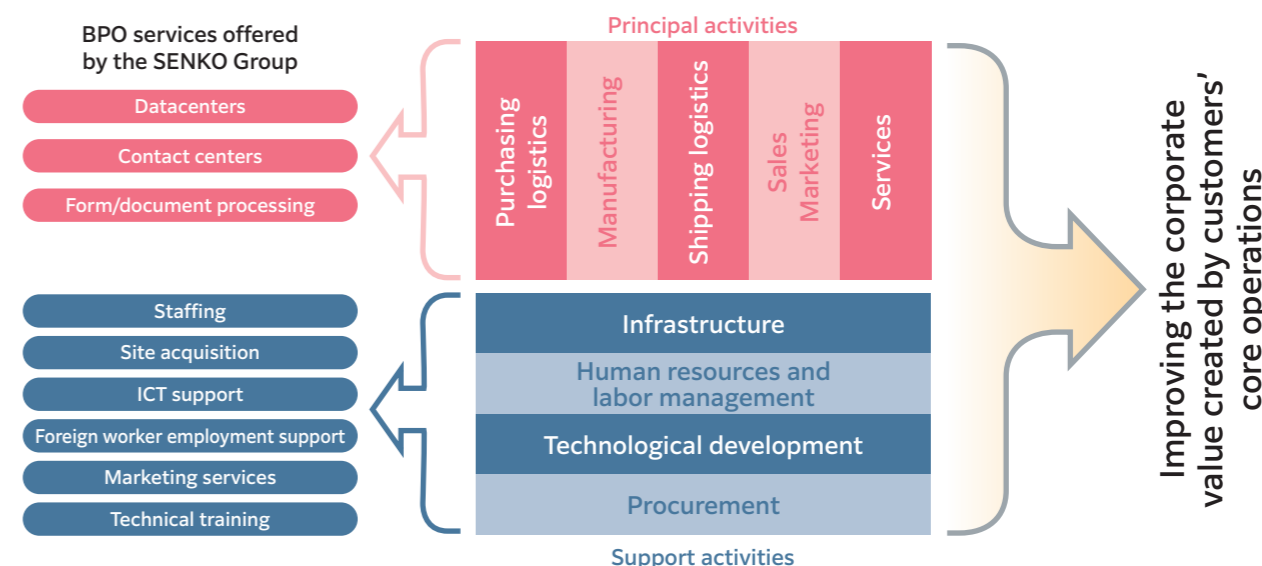 BPO services offered
by the SENKO Group
Datacenters
Contact centers
Form/document processing
Staffing
Site acquisition
ICT support
Foreign worker employment support
Marketing services
Technical training
Principal activities
Purchasing
logistics
Manufacturing
Shipping logistics
Sales
Marketing
Services
Infrastructure
Human resources and
labor management
Technological development
Procurement
Support activities
Improving the corporate
value created by customers’
core operations